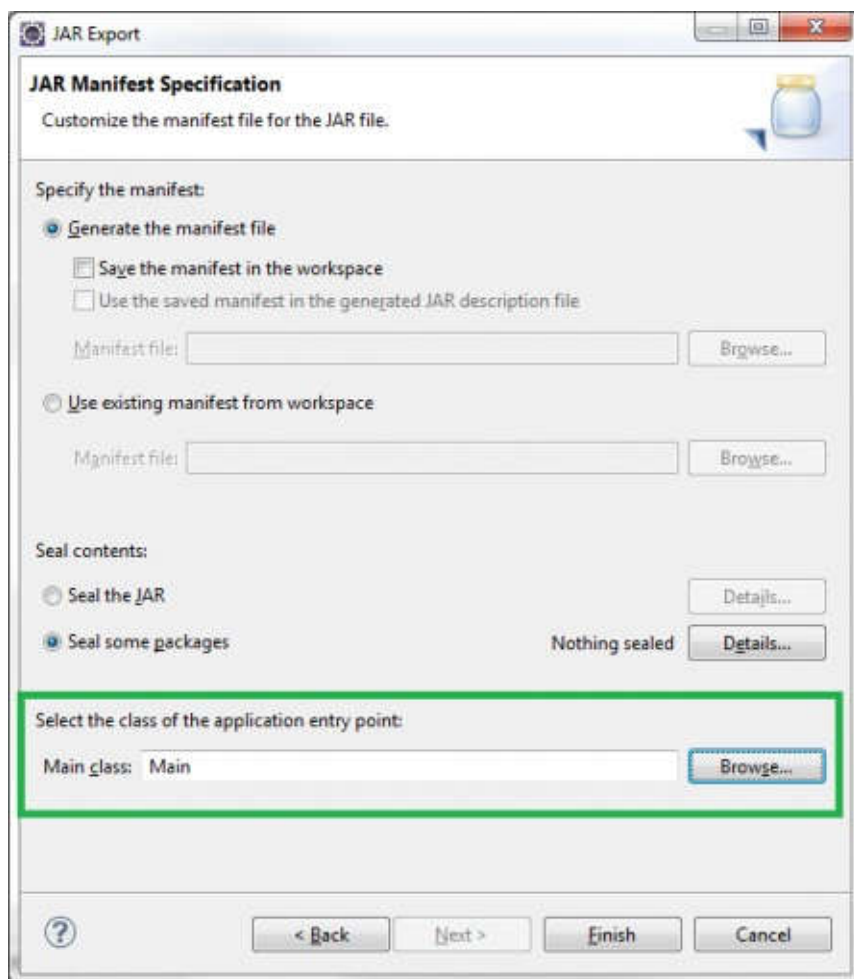 JAR Export
JAR Manifest Specification
Customize the manifest file for the JAR file.
Specify the manifest:
Generate the manifest file
Save the manifest in the workspace
Use the saved manifest in the generated JAR description file
Manifest file: Browse...
Use existing manifest from workspace
Manifest file: Browse...
Seal contents:
Seal the JAR Details...
Seal some packages Nothing sealed Details...
Select the class of the application entry point:
Main class: Main Browse...
? < Back Next > Finish Cancel